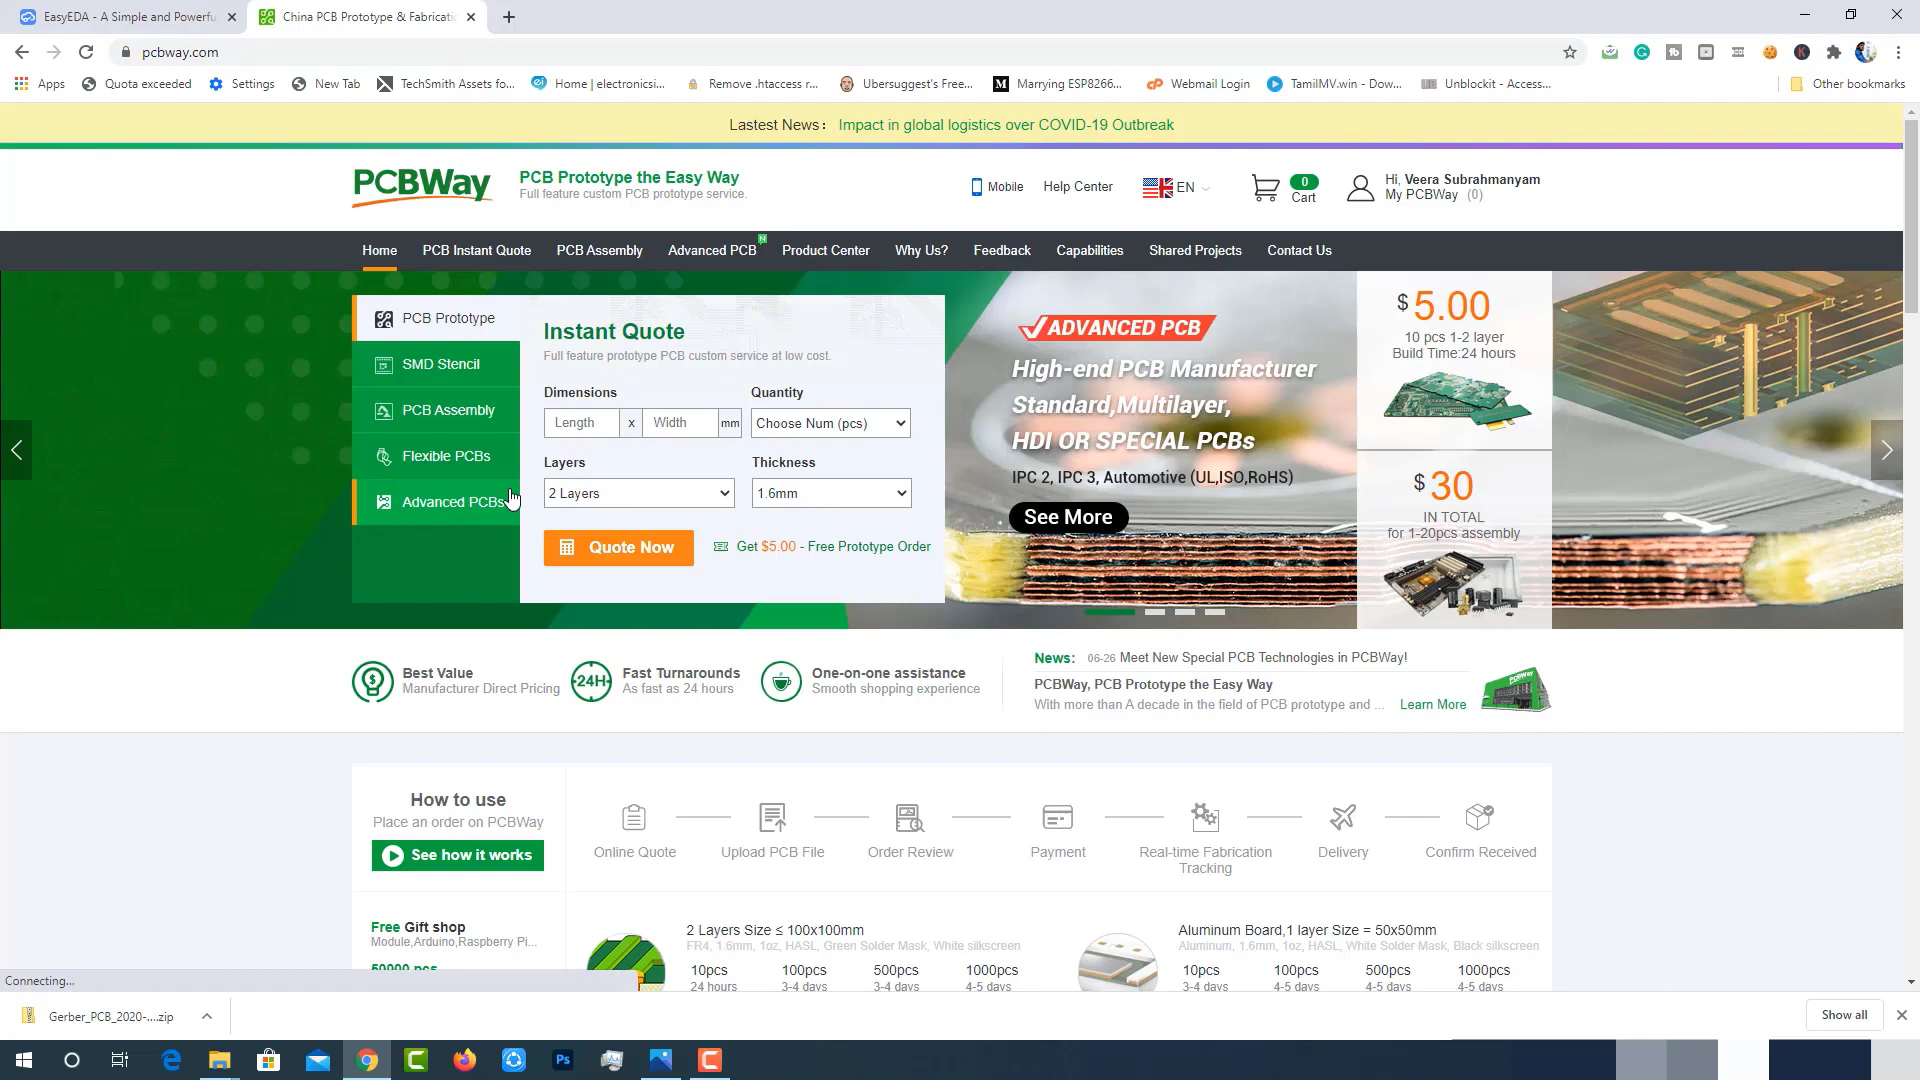 EasyEDA - A Simple and Powerfu
China PCB Prototype & Fabricatic
pcbway.com
Apps
Quota exceeded
Settings
New Tab
TechSmith Assets fo...
Home | electronicsi...
Remove .htaccess r...
Ubersuggest's Free...
Marrying ESP8266...
Webmail Login
TamilMV.win - Dow...
Unblockit - Access...
Other bookmarks
Lastest News： Impact in global logistics over COVID-19 Outbreak
PCBWay
PCB Prototype the Easy Way
Full feature custom PCB prototype service.
Mobile
Help Center
EN
0
Cart
Hi, Veera Subrahmanyam
My PCBWay (0)
Home
PCB Instant Quote
PCB Assembly
Advanced PCB
N
Product Center
Why Us?
Feedback
Capabilities
Shared Projects
Contact Us
PCB Prototype
SMD Stencil
PCB Assembly
Flexible PCBs
Advanced PCBs
Instant Quote
Full feature prototype PCB custom service at low cost.
Dimensions
Quantity
Length x Width mm
Choose Num (pcs)
Layers
Thickness
2 Layers
1.6mm
Quote Now
Get $5.00 - Free Prototype Order
ADVANCED PCB
High-end PCB Manufacturer
Standard,Multilayer,
HDI OR SPECIAL PCBs
IPC 2, IPC 3, Automotive (UL,ISO,RoHS)
See More
$ 5.00
10 pcs 1-2 layer
Build Time:24 hours
$ 30
IN TOTAL
for 1-20pcs assembly
Best Value
Manufacturer Direct Pricing
24H
Fast Turnarounds
As fast as 24 hours
One-on-one assistance
Smooth shopping experience
News: 06-26 Meet New Special PCB Technologies in PCBWay!
PCBWay, PCB Prototype the Easy Way
With more than A decade in the field of PCB prototype and ...
Learn More
How to use
Place an order on PCBWay
See how it works
Online Quote
Upload PCB File
Order Review
Payment
Real-time Fabrication
Tracking
Delivery
Confirm Received
Free Gift shop
Module,Arduino,Raspberry Pi...
50000 pcs
2 Layers Size ≤ 100x100mm
FR4, 1.6mm, 1oz, HASL, Green Solder Mask, White silkscreen
10pcs 100pcs 500pcs 1000pcs
24 hours 3-4 days 3-4 days 4-5 days
Aluminum Board,1 layer Size = 50x50mm
Aluminum, 1.6mm, 1oz, HASL, White Solder Mask, Black silkscreen
10pcs 100pcs 500pcs 1000pcs
3-4 days 4-5 days 4-5 days 4-5 days
Connecting...
Gerber_PCB_2020-....zip
Show all
Ps